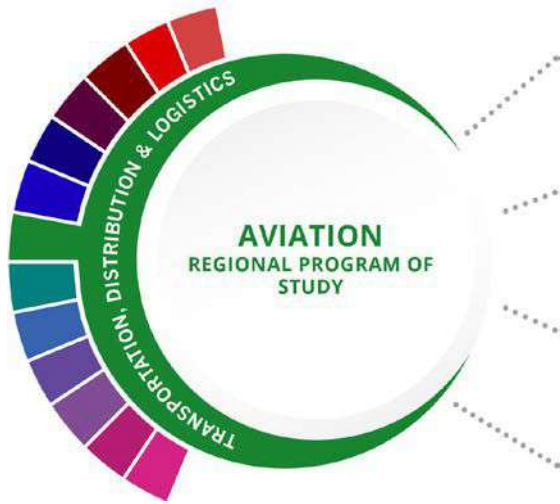 TRANSPORTATION, DISTRIBUTION & LOGISTICS
AVIATION
REGIONAL PROGRAM OF
STUDY